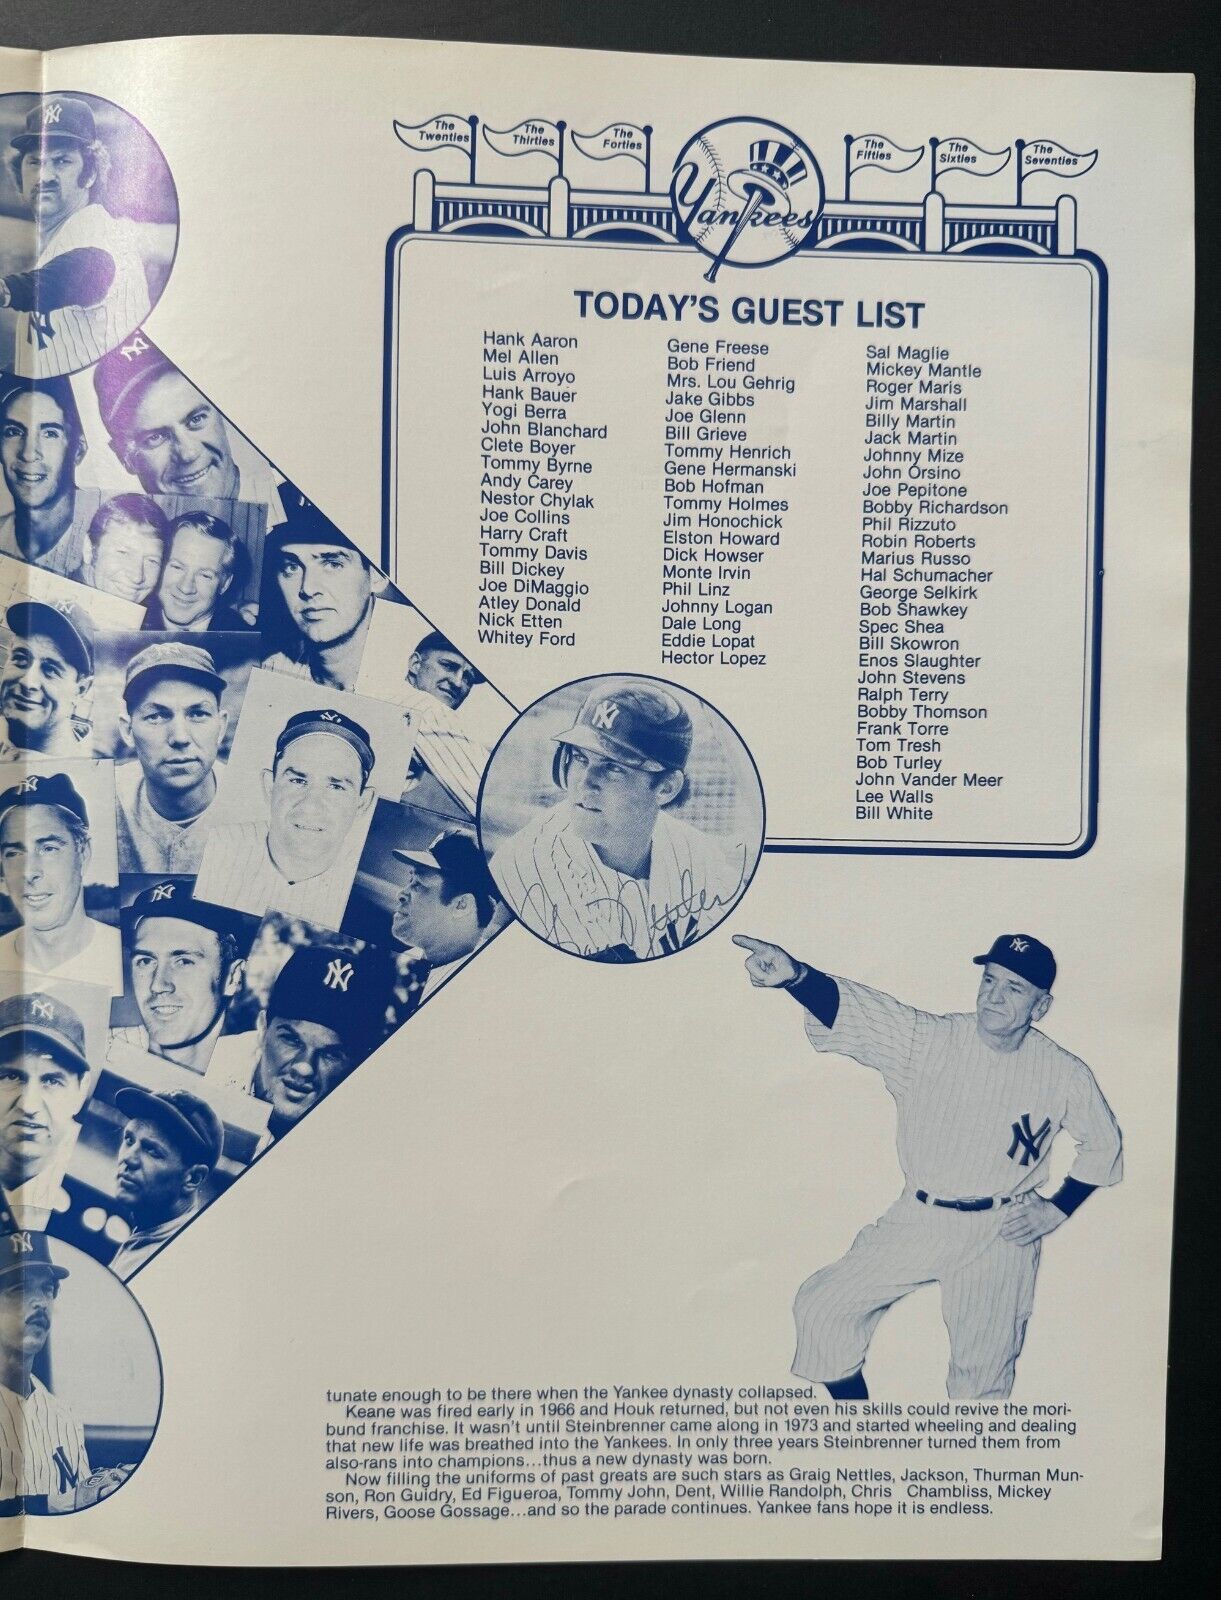 The
Twenties
The
Thirties
The
Forties
The
Fifties
The
Sixties
The
Seventies
Yankees
TODAY'S GUEST LIST
Hank Aaron
Mel Allen
Luis Arroyo
Hank Bauer
Yogi Berra
John Blanchard
Clete Boyer
Tommy Byrne
Andy Carey
Nestor Chylak
Joe Collins
Harry Craft
Tommy Davis
Bill Dickey
Joe DiMaggio
Atley Donald
Nick Etten
Whitey Ford
Gene Freese
Bob Friend
Mrs. Lou Gehrig
Jake Gibbs
Joe Glenn
Bill Grieve
Tommy Henrich
Gene Hermanski
Bob Hofman
Tommy Holmes
Jim Honochick
Elston Howard
Dick Howser
Monte Irvin
Phil Linz
Johnny Logan
Dale Long
Eddie Lopat
Hector Lopez
Sal Maglie
Mickey Mantle
Roger Maris
Jim Marshall
Billy Martin
Jack Martin
Johnny Mize
John Orsino
Joe Pepitone
Bobby Richardson
Phil Rizzuto
Robin Roberts
Marius Russo
Hal Schumacher
George Selkirk
Bob Shawkey
Spec Shea
Bill Skowron
Enos Slaughter
John Stevens
Ralph Terry
Bobby Thomson
Frank Torre
Tom Tresh
Bob Turley
John Vander Meer
Lee Walls
Bill White
tunate enough to be there when the Yankee dynasty collapsed.
Keane was fired early in 1966 and Houk returned, but not even his skills could revive the mori-
bund franchise. It wasn't until Steinbrenner came along in 1973 and started wheeling and dealing
that new life was breathed into the Yankees. In only three years Steinbrenner turned them from
also-rans into champions...thus a new dynasty was born.
Now filling the uniforms of past greats are such stars as Graig Nettles, Jackson, Thurman Mun-
son, Ron Guidry, Ed Figueroa, Tommy John, Dent, Willie Randolph, Chris Chambliss, Mickey
Rivers, Goose Gossage...and so the parade continues. Yankee fans hope it is endless.